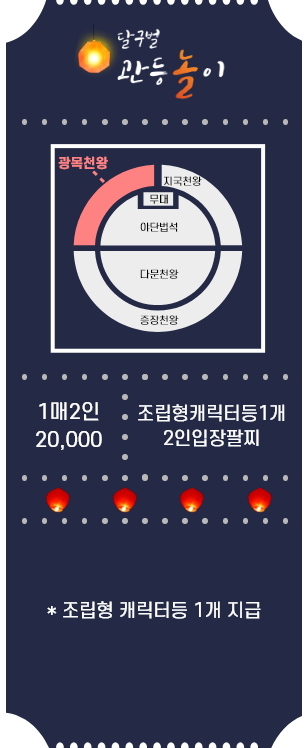 달구벌
관등놀이
광목천왕
지국천왕
무대
야단법석
다문천왕
증장천왕
1매2인
20,000
조립형캐릭터등1개
2인입장팔찌
* 조립형 캐릭터등 1개 지급